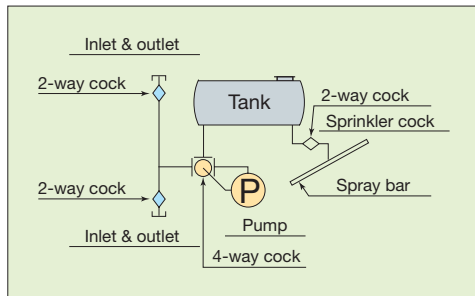 Inlet & outlet
2-way cock
Tank
2-way cock
Sprinkler cock
2-way cock
P
Spray bar
Inlet & outlet
Pump
4-way cock